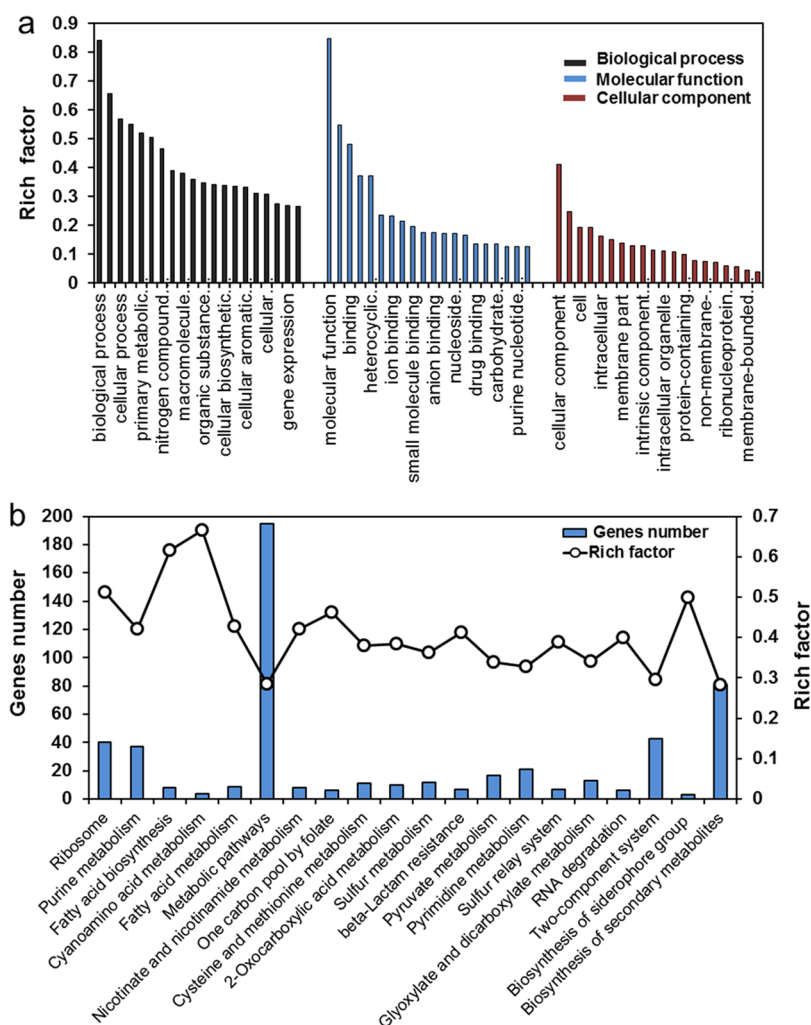 a
0.9
0.8
0.7
0.6
0.5
0.4
0.3
0.2
0.1
0
Rich factor
Biological process
Molecular function
Cellular component
biological process
cellular process
primary metabolic..
nitrogen compound..
macromolecule..
organic substance..
cellular biosynthetic..
cellular aromatic..
cellular..
gene expression
molecular function
binding
heterocyclic..
ion binding
small molecule binding
anion binding
nucleoside..
drug binding
carbohydrate..
purine nucleotide..
cellular component
cell
intracellular
membrane part
intrinsic component..
intracellular organelle
protein-containing..
non-membrane-..
ribonucleoprotein..
membrane-bounded..
b
200
180
160
140
120
100
80
60
40
20
0
Genes number
Genes number
Rich factor
0.7
0.6
0.5
0.4
0.3
0.2
0.1
0
Rich factor
Ribosome
Purine metabolism
Fatty acid biosynthesis
Cyanoamino acid metabolism
Fatty acid metabolism
Metabolic pathways
Nicotinate and nicotinamide metabolism
One carbon pool by folate
Cysteine and methionine metabolism
2-Oxocarboxylic acid metabolism
Sulfur metabolism
beta-Lactam resistance
Pyruvate metabolism
Pyrimidine metabolism
Sulfur relay system
Glyoxylate and dicarboxylate metabolism
RNA degradation
Two-component system
Biosynthesis of siderophore group
Biosynthesis of secondary metabolites